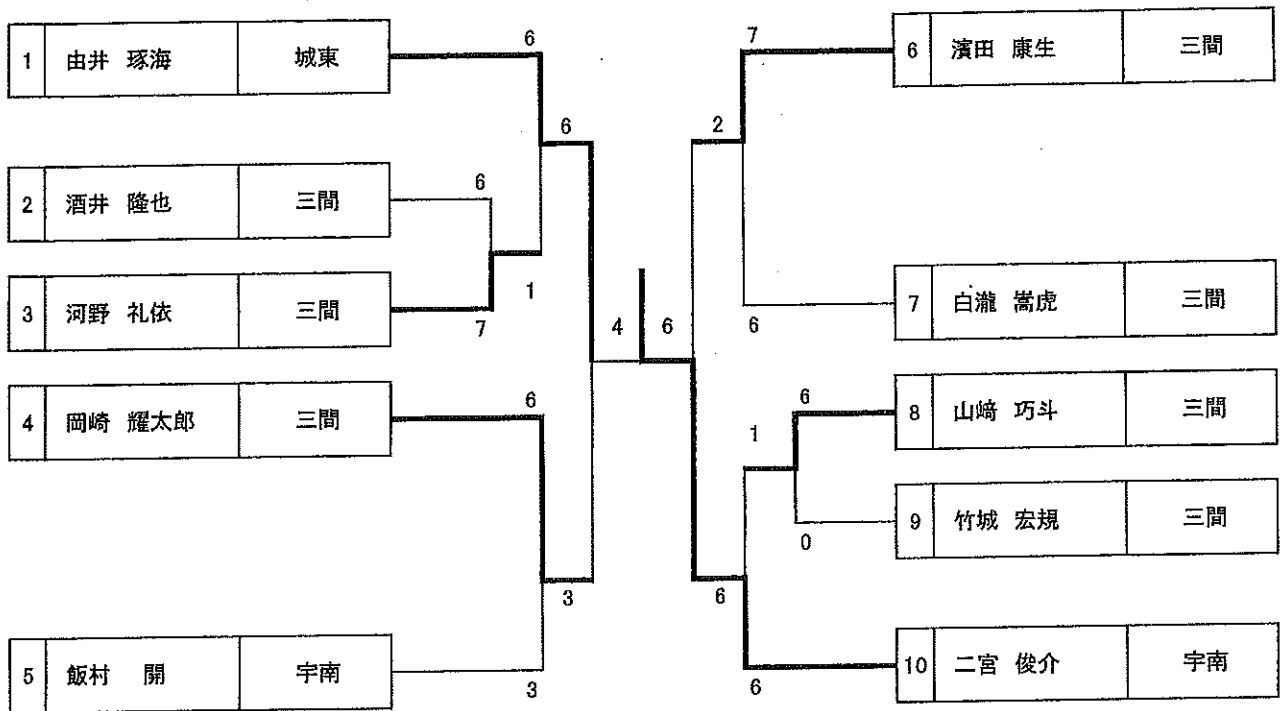 1 由井 琢海 城東
2 酒井 隆也 三間
3 河野 礼依 三間
4 岡崎 耀太郎 三間
5 飯村 開 宇南
6
6
6
1
7
6
3
3
4
6
7
2
6
6
1
0
6
6
6 濱田 康生 三間
7 白瀧 嵩虎 三間
8 山﨑 巧斗 三間
9 竹城 宏規 三間
10 二宮 俊介 宇南